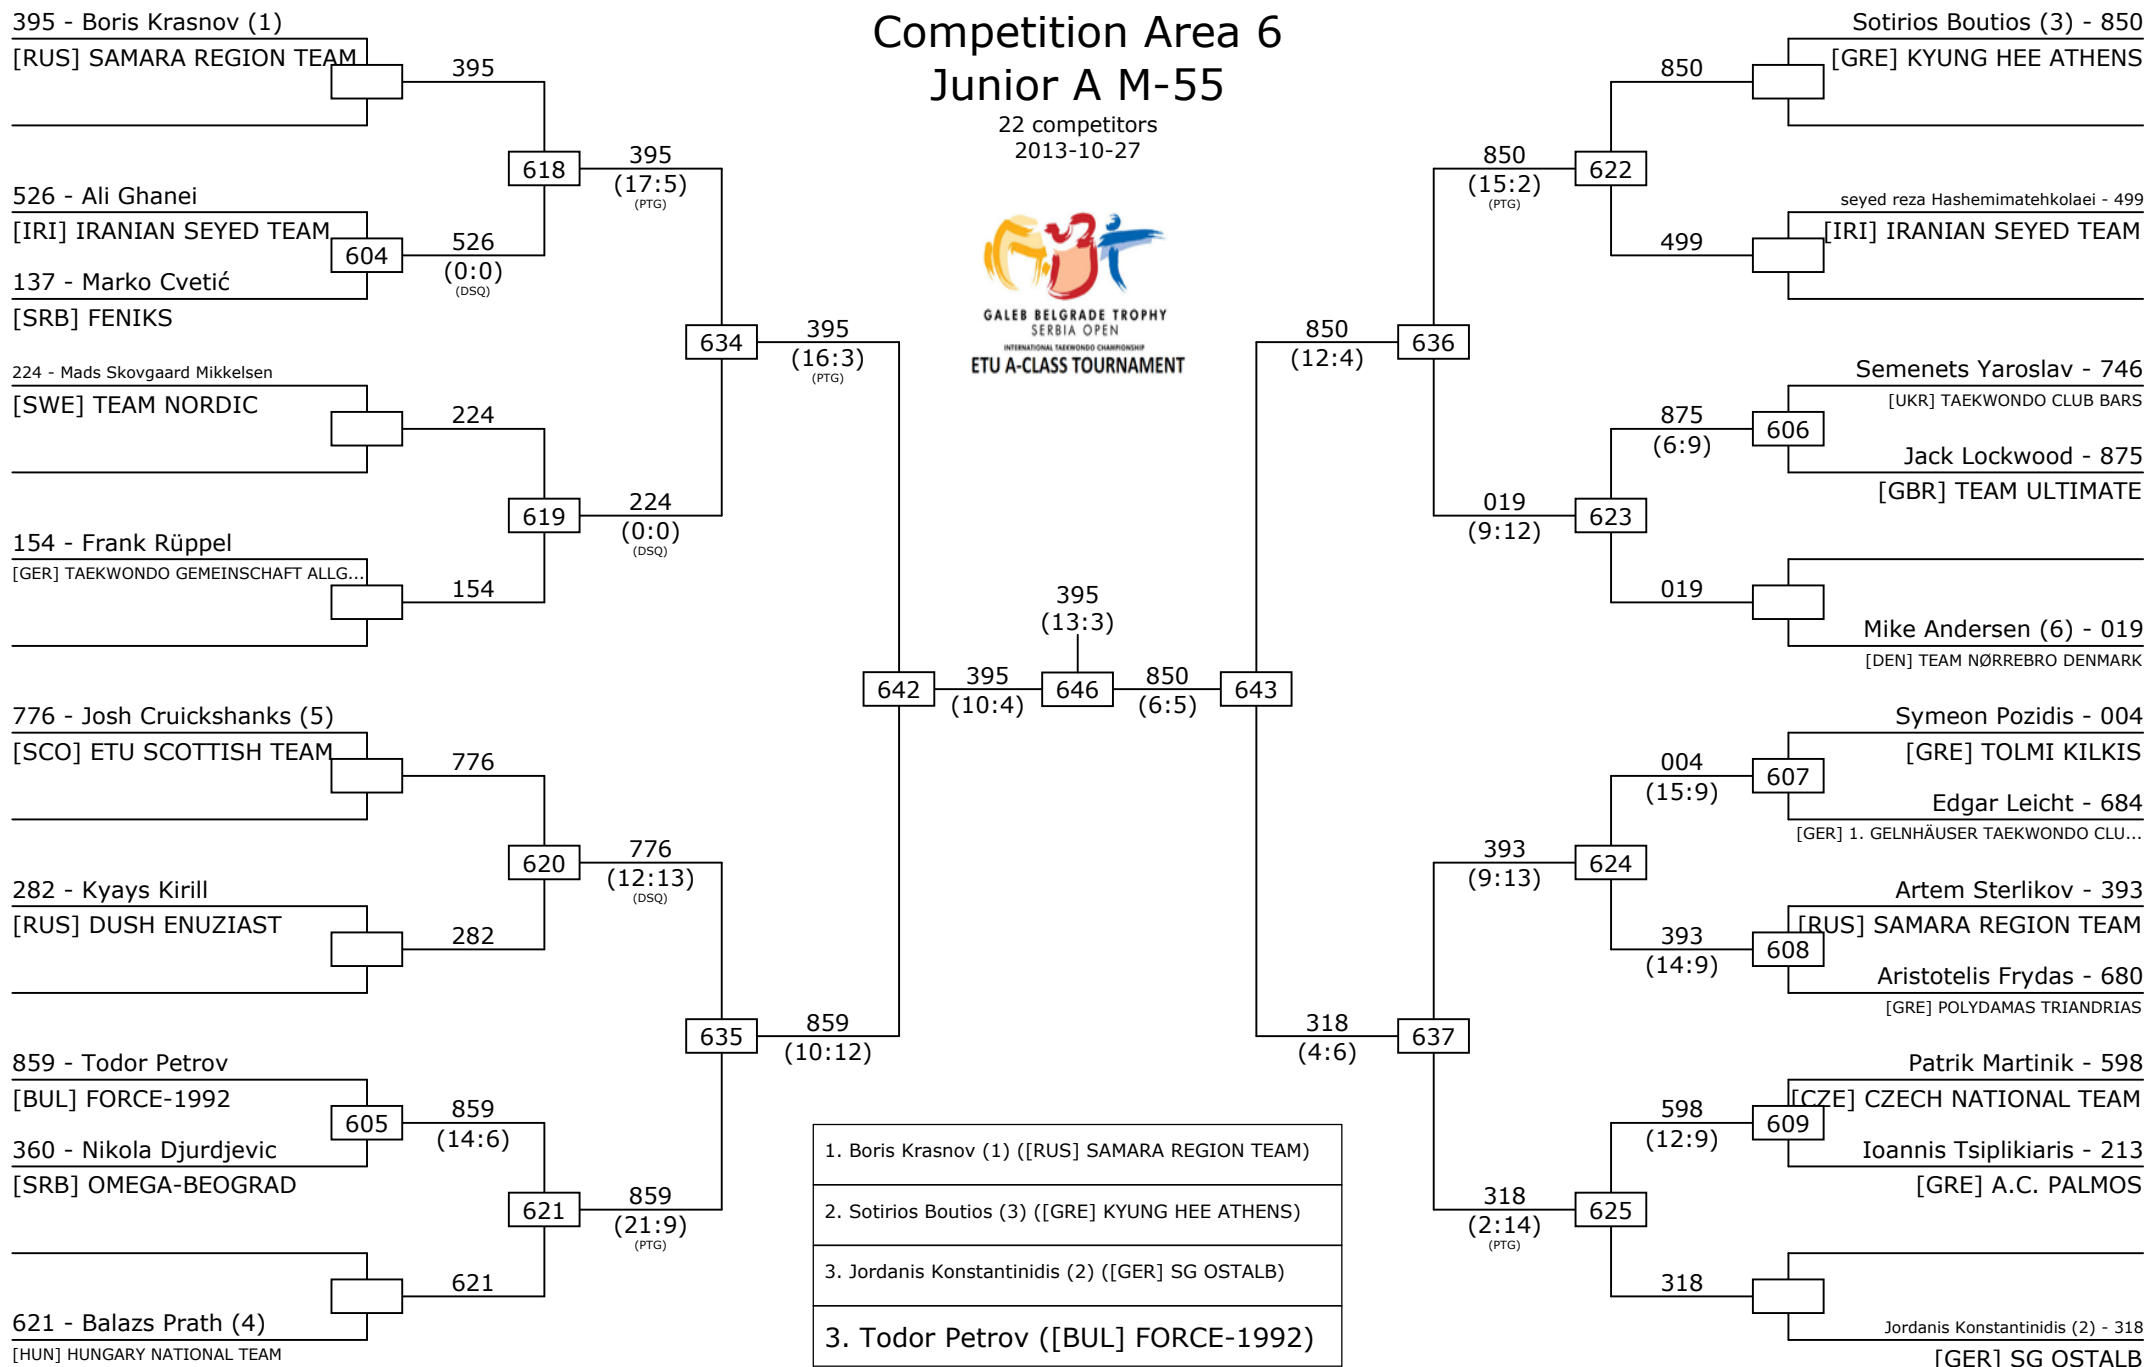 Competition Area 6
Junior A M-55
22 competitors
2013-10-27
GALEB BELGRADE TROPHY
SERBIA OPEN
INTERNATIONAL TAEKWONDO CHAMPIONSHIP
ETU A-CLASS TOURNAMENT
395 - Boris Krasnov (1)
[RUS] SAMARA REGION TEAM
395
618
395
(17:5)
(PTG)
526 - Ali Ghanei
[IRI] IRANIAN SEYED TEAM
604
526
(0:0)
(DSQ)
137 - Marko Cvetić
[SRB] FENIKS
634
395
(16:3)
(PTG)
224 - Mads Skovgaard Mikkelsen
[SWE] TEAM NORDIC
224
619
224
(0:0)
(DSQ)
154 - Frank Rüppel
[GER] TAEKWONDO GEMEINSCHAFT ALLG...
154
776 - Josh Cruickshanks (5)
[SCO] ETU SCOTTISH TEAM
776
620
776
(12:13)
(DSQ)
282 - Kyays Kirill
[RUS] DUSH ENUZIAST
282
635
859
(10:12)
859 - Todor Petrov
[BUL] FORCE-1992
605
859
(14:6)
360 - Nikola Djurdjevic
[SRB] OMEGA-BEOGRAD
621
859
(21:9)
(PTG)
621
621 - Balazs Prath (4)
[HUN] HUNGARY NATIONAL TEAM
642
395
(10:4)
395
(13:3)
646
850
(6:5)
643
Sotirios Boutios (3) - 850
[GRE] KYUNG HEE ATHENS
850
622
850
(15:2)
(PTG)
seyed reza Hashemimatehkolaei - 499
[IRI] IRANIAN SEYED TEAM
499
636
850
(12:4)
Semenets Yaroslav - 746
[UKR] TAEKWONDO CLUB BARS
606
875
(6:9)
Jack Lockwood - 875
[GBR] TEAM ULTIMATE
623
019
(9:12)
019
Mike Andersen (6) - 019
[DEN] TEAM NØRREBRO DENMARK
Symeon Pozidis - 004
[GRE] TOLMI KILKIS
607
004
(15:9)
Edgar Leicht - 684
[GER] 1. GELNHÄUSER TAEKWONDO CLU...
624
393
(9:13)
Artem Sterlikov - 393
[RUS] SAMARA REGION TEAM
608
393
(14:9)
Aristotelis Frydas - 680
[GRE] POLYDAMAS TRIANDRIAS
637
318
(4:6)
Patrik Martinik - 598
[CZE] CZECH NATIONAL TEAM
609
598
(12:9)
Ioannis Tsiplikiaris - 213
[GRE] A.C. PALMOS
625
318
(2:14)
(PTG)
318
Jordanis Konstantinidis (2) - 318
[GER] SG OSTALB
1. Boris Krasnov (1) ([RUS] SAMARA REGION TEAM)
2. Sotirios Boutios (3) ([GRE] KYUNG HEE ATHENS)
3. Jordanis Konstantinidis (2) ([GER] SG OSTALB)
3. Todor Petrov ([BUL] FORCE-1992)